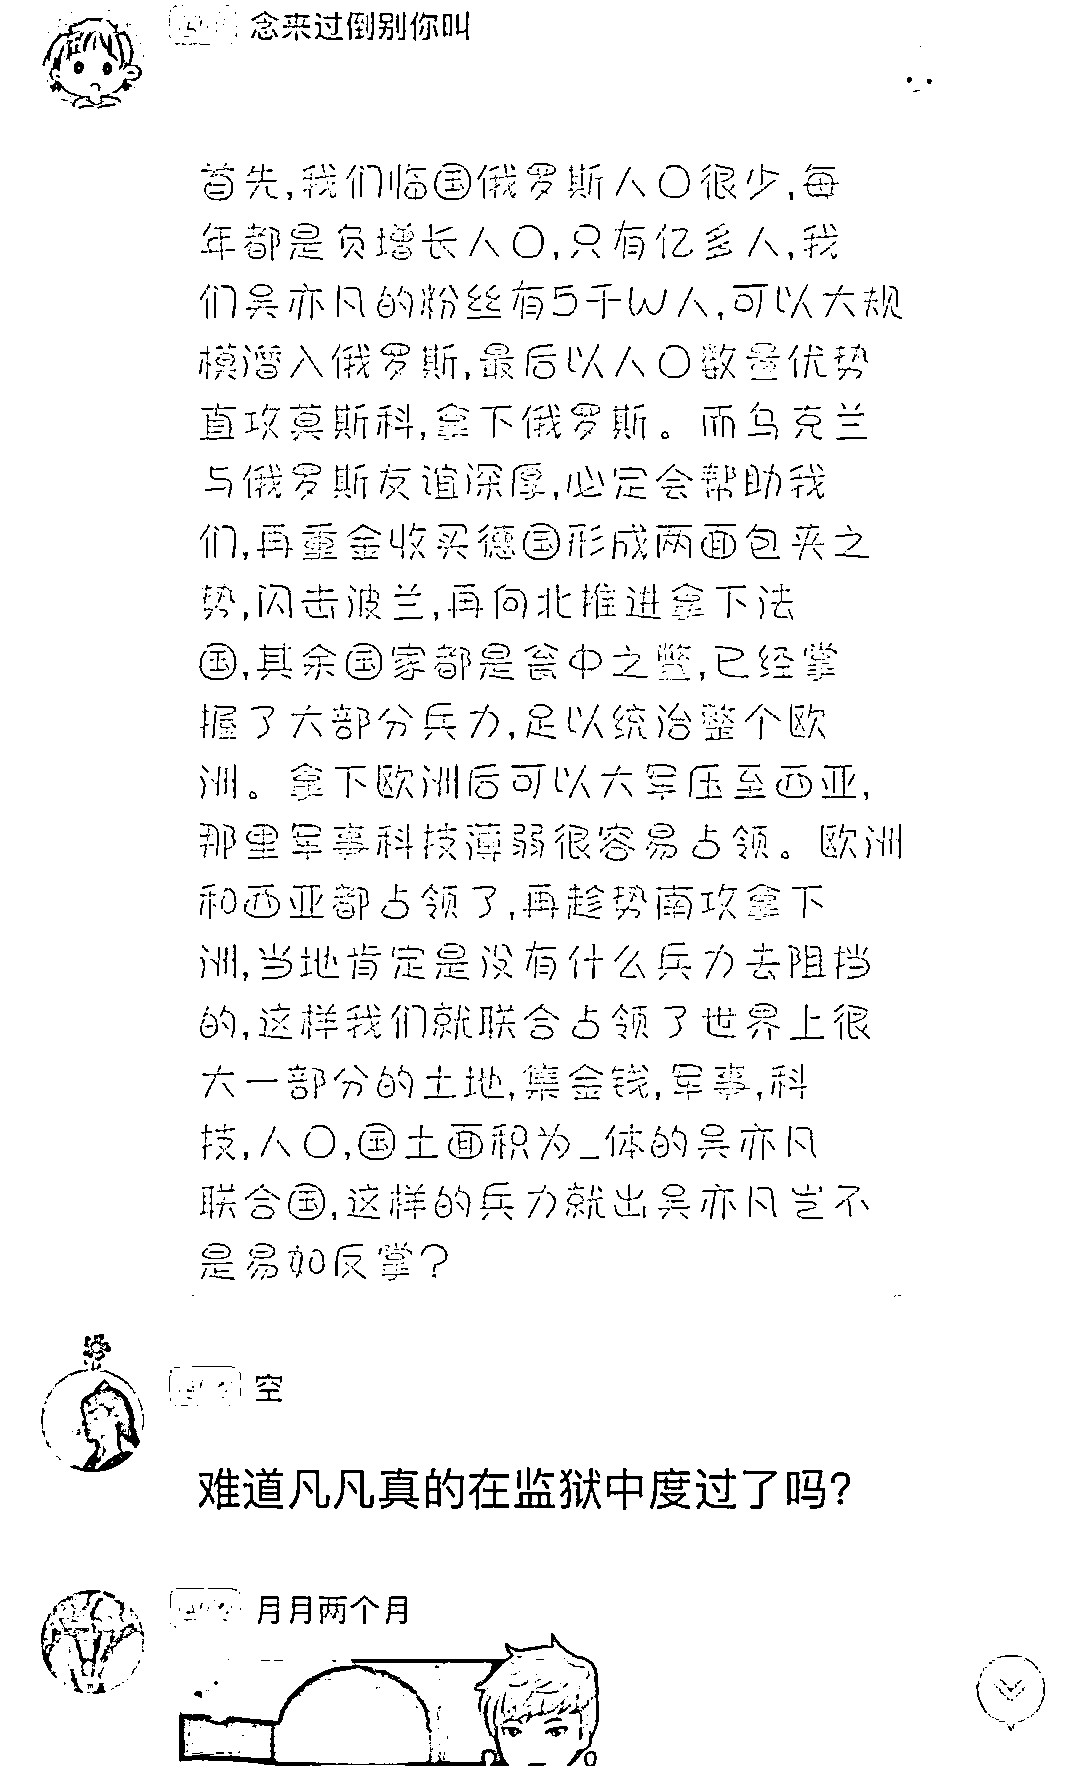 念来过倒别你叫
首先,我们临国俄罗斯人口很少,每
年都是负增长人口,只有亿多人,我
们吴亦凡的粉丝有5千W人,可以大规
模潜入俄罗斯,最后以人口数量优势
直攻莫斯科,拿下俄罗斯。而乌克兰
与俄罗斯友谊深厚,必定会帮助我
们,再重金收买德国形成两面包夹之
势,闪击波兰,再向北推进拿下法
国,其余国家都是瓮中之鳖,已经掌
握了大部分兵力,足以统治整个欧
洲。拿下欧洲后可以大军压至西亚,
那里军事科技薄弱很容易占领。欧洲
和西亚都占领了,再趁势南攻拿下
洲,当地肯定是没有什么兵力去阻挡
的,这样我们就联合占领了世界上很
大一部分的土地,集金钱,军事,科
技,人口,国土面积为_体的吴亦凡
联合国,这样的兵力就出吴亦凡岂不
是易如反掌?
空
难道凡凡真的在监狱中度过了吗?
月月两个月